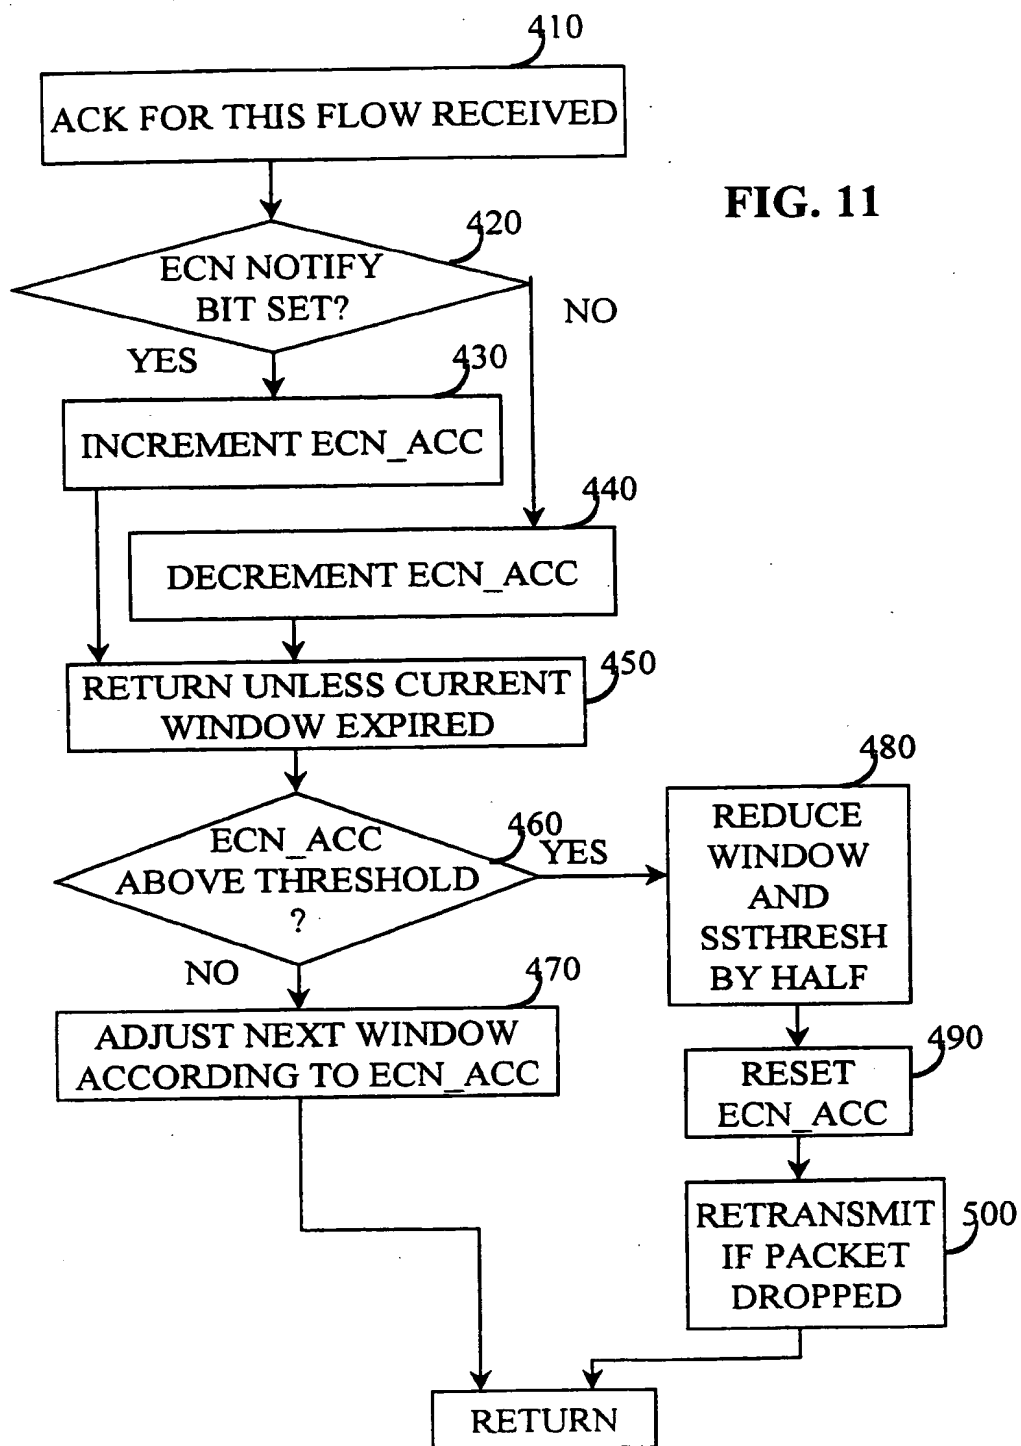 410
ACK FOR THIS FLOW RECEIVED
FIG. 11
420
ECN NOTIFY
BIT SET?
NO
YES
430
INCREMENT ECN_ACC
440
DECREMENT ECN_ACC
450
RETURN UNLESS CURRENT
WINDOW EXPIRED
460
ECN_ACC
ABOVE THRESHOLD
?
YES
NO
480
REDUCE
WINDOW
AND
SSTHRESH
BY HALF
470
ADJUST NEXT WINDOW
ACCORDING TO ECN_ACC
490
RESET
ECN_ACC
500
RETRANSMIT
IF PACKET
DROPPED
RETURN